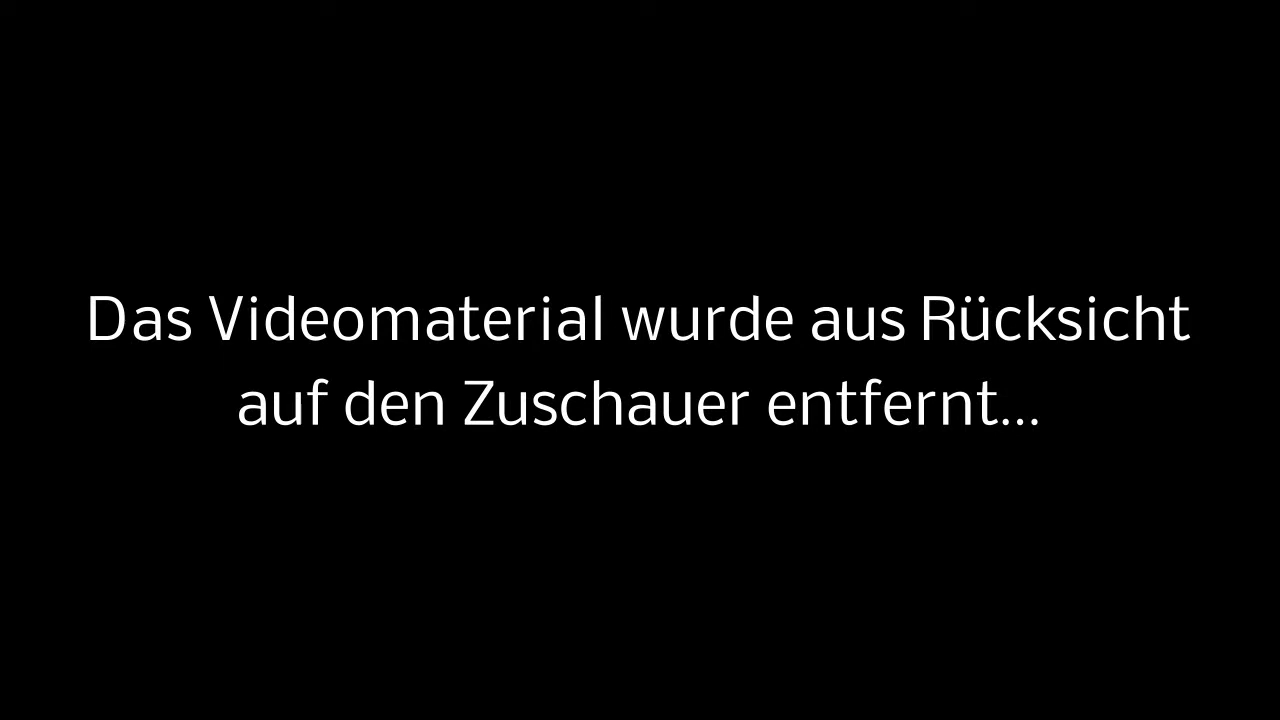 Das Videomaterial wurde aus Rücksicht
auf den Zuschauer entfernt...